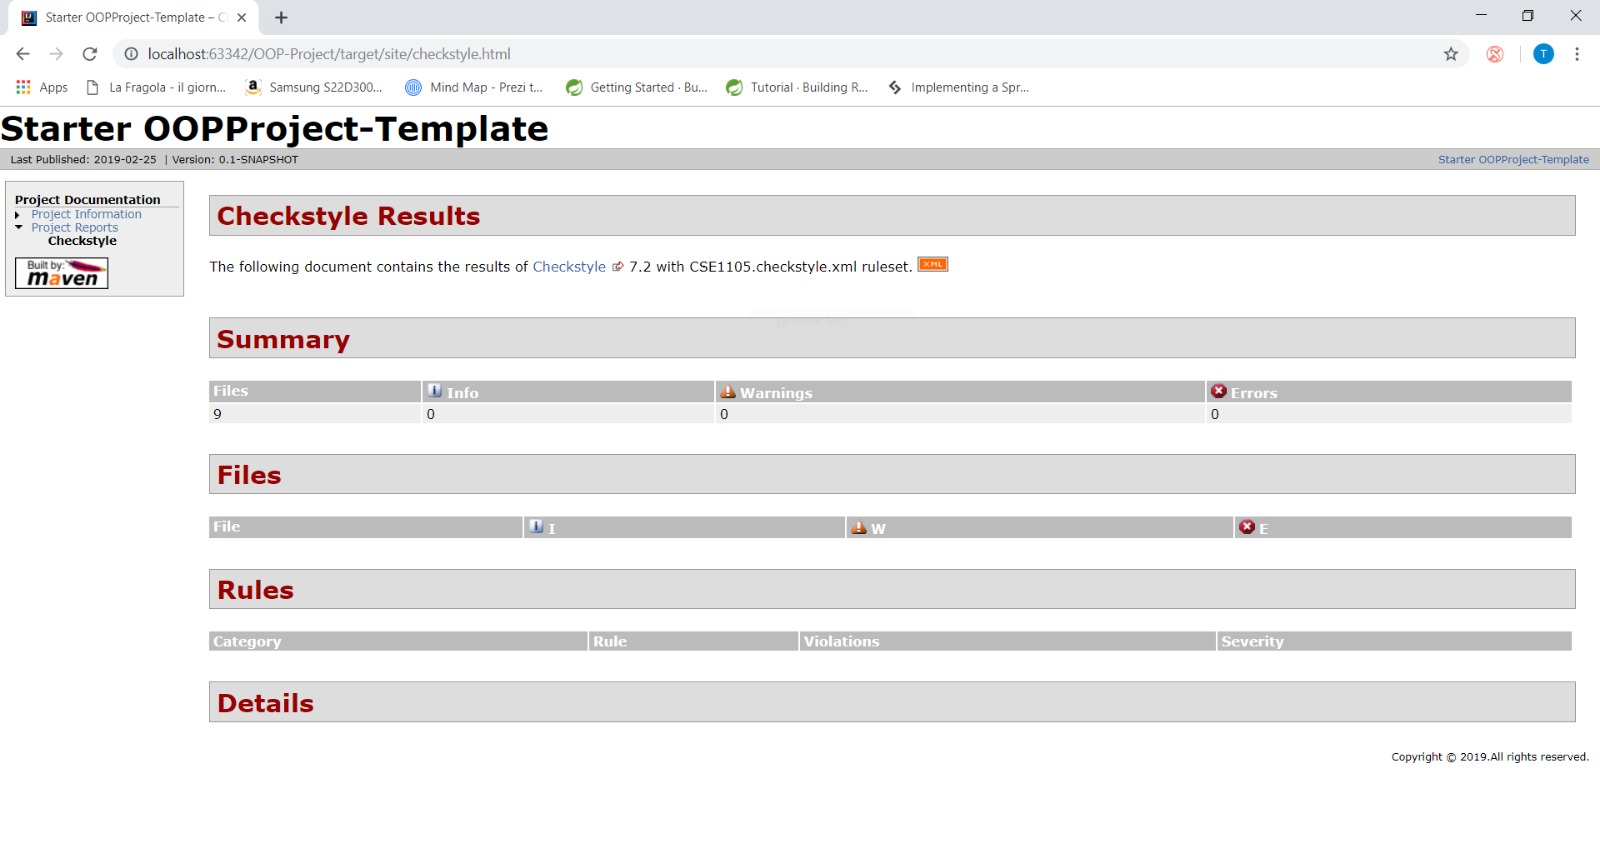 Starter OOPProject-Template – C
localhost:63342/OOP-Project/target/site/checkstyle.html
T
Apps La Fragola - il giorn... Samsung S22D300... Mind Map - Prezi t... Getting Started · Bu... Tutorial · Building R... Implementing a Spr...
Starter OOPProject-Template
Last Published: 2019-02-25 | Version: 0.1-SNAPSHOT
Starter OOPProject-Template
Project Documentation
Project Information
Project Reports
Checkstyle
Built by:
maven
Checkstyle Results
The following document contains the results of Checkstyle 7.2 with CSE1105.checkstyle.xml ruleset. XML
Summary
Files Info Warnings Errors
9 0 0 0
Files
File I W E
Rules
Category Rule Violations Severity
Details
Copyright © 2019.All rights reserved.